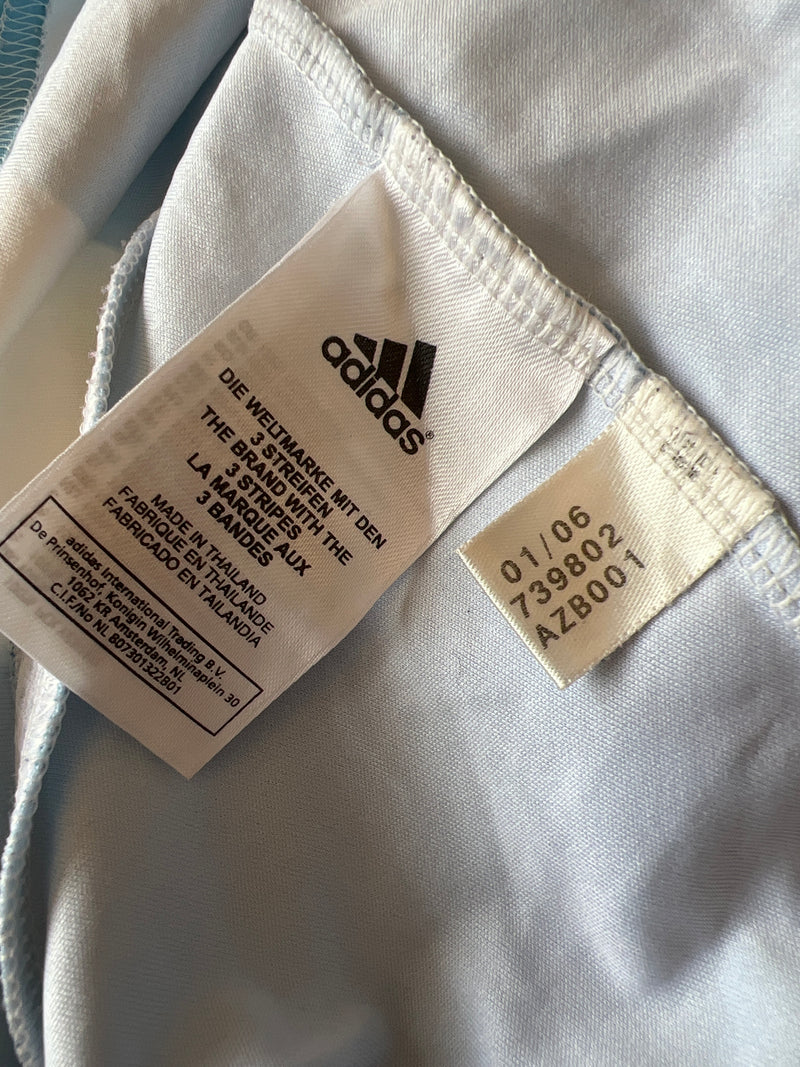 adidas®
DIE WELTMARKE MIT DEN
3 STREIFEN
THE BRAND WITH THE
3 STRIPES
LA MARQUE AUX
3 BANDES
MADE IN THAILAND
FABRIQUE EN THAILANDE
FABRICADO EN TAILANDIA
adidas International Trading B.V.
De Prinsenhof, Konigin Wilhelminaplein 30
1062 KR Amsterdam, NL
C.I.F./No NL 807301322B01
01/06
739802
AZB001